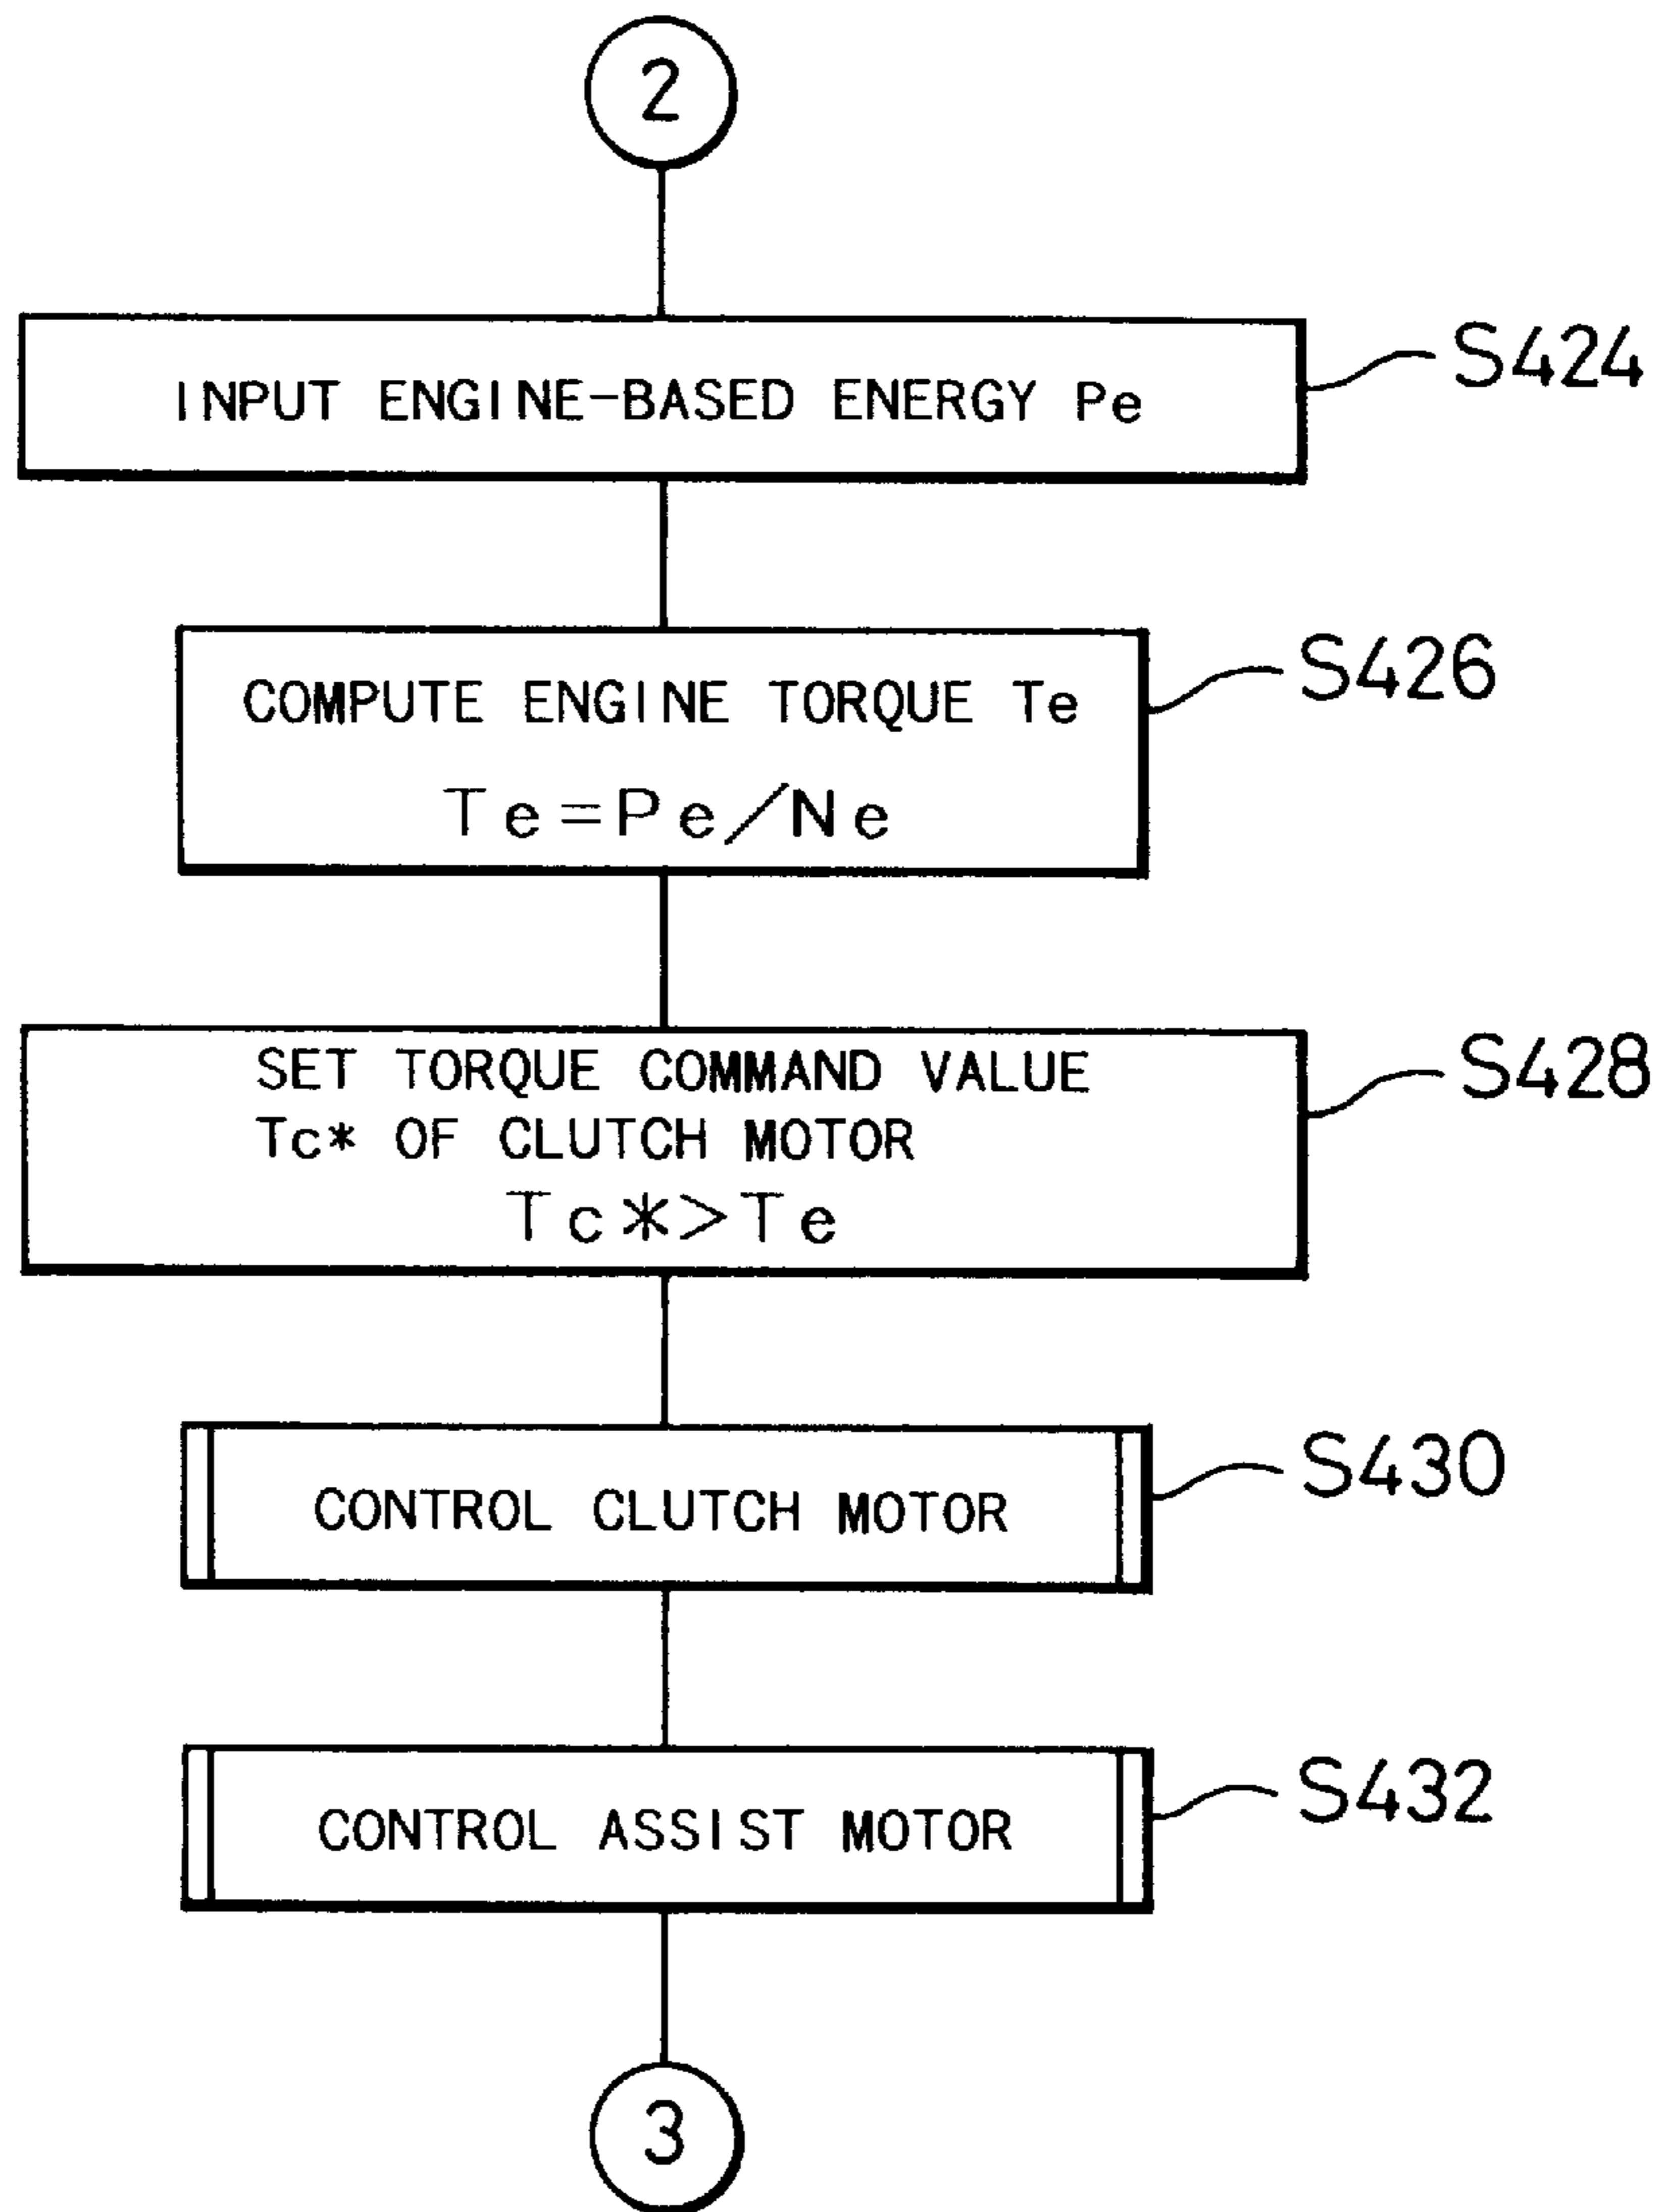 2
INPUT ENGINE-BASED ENERGY Pe
S424
COMPUTE ENGINE TORQUE Te
Te=Pe/Ne
S426
SET TORQUE COMMAND VALUE
Tc* OF CLUTCH MOTOR
Tc*>Te
S428
CONTROL CLUTCH MOTOR
S430
CONTROL ASSIST MOTOR
S432
3